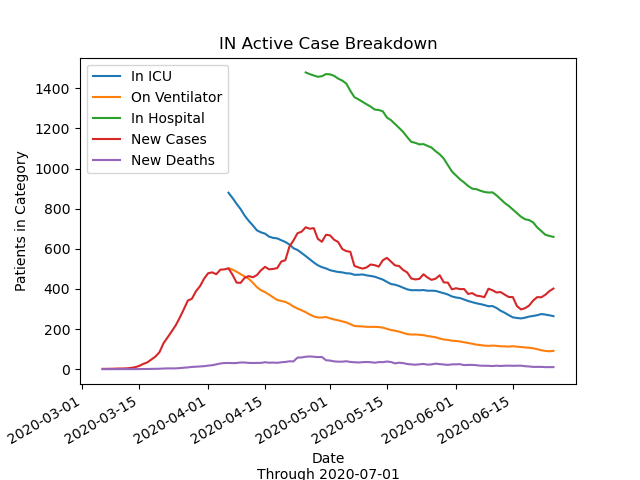 IN Active Case Breakdown
In ICU
On Ventilator
In Hospital
New Cases
New Deaths
Patients in Category
1400
1200
1000
800
600
400
200
0
2020-03-01
2020-03-15
2020-04-01
2020-04-15
2020-05-01
2020-05-15
2020-06-01
2020-06-15
Date
Through 2020-07-01